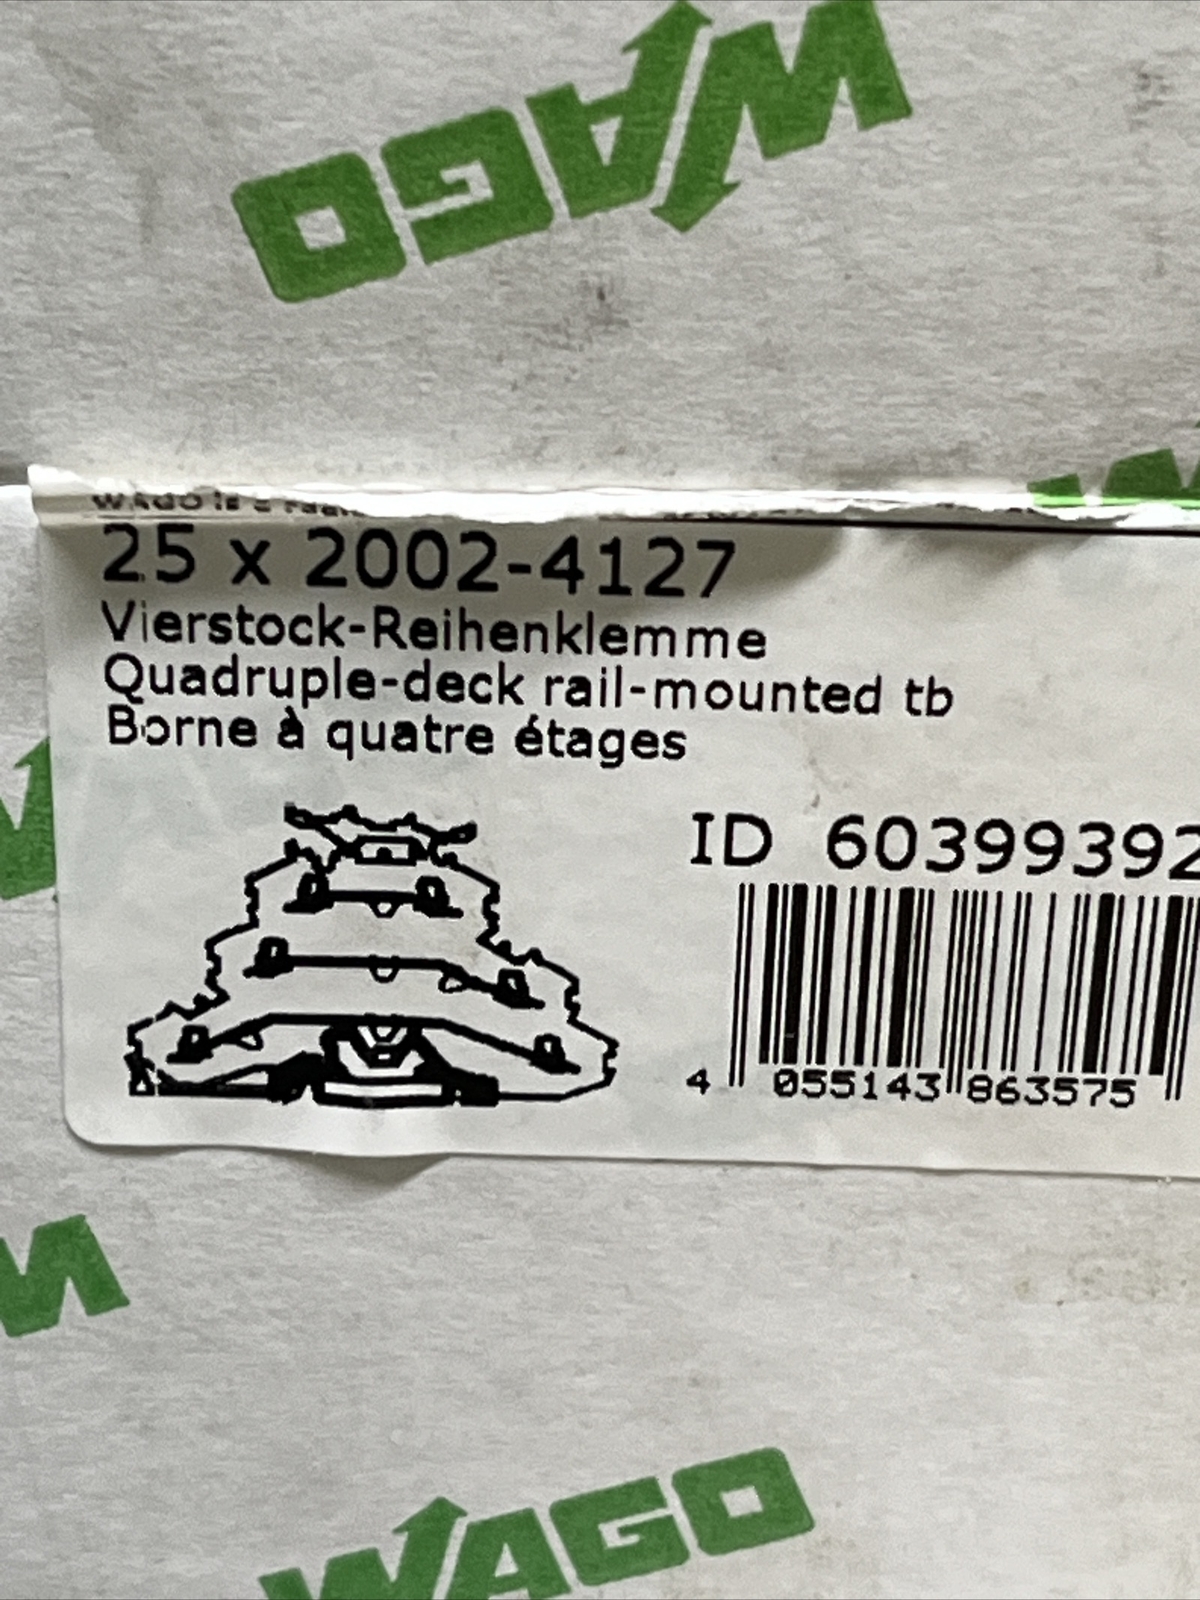 WAGO
WAGO is a
25 x 2002-4127
Vierstock-Reihenklemme
Quadruple-deck rail-mounted tb
Borne à quatre étages
ID 60399392
4 055143 863575
WAGO